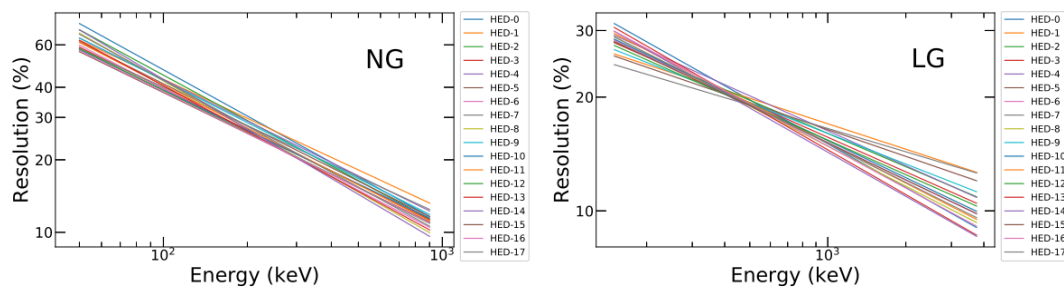 Resolution (%)
60
40
30
20
10
NG
10²
10³
Energy (keV)
HED-0
HED-1
HED-2
HED-3
HED-4
HED-5
HED-6
HED-7
HED-8
HED-9
HED-10
HED-11
HED-12
HED-13
HED-14
HED-15
HED-16
HED-17
Resolution (%)
30
20
10
LG
10³
Energy (keV)
HED-0
HED-1
HED-2
HED-3
HED-4
HED-5
HED-6
HED-7
HED-8
HED-9
HED-10
HED-11
HED-12
HED-13
HED-14
HED-15
HED-16
HED-17